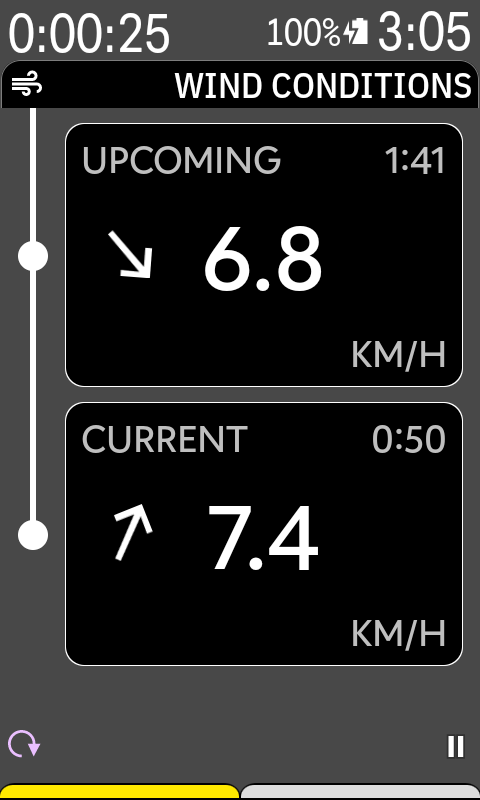 0:00:25 100% 3:05
WIND CONDITIONS
UPCOMING 1:41
6.8
KM/H
CURRENT 0:50
7.4
KM/H